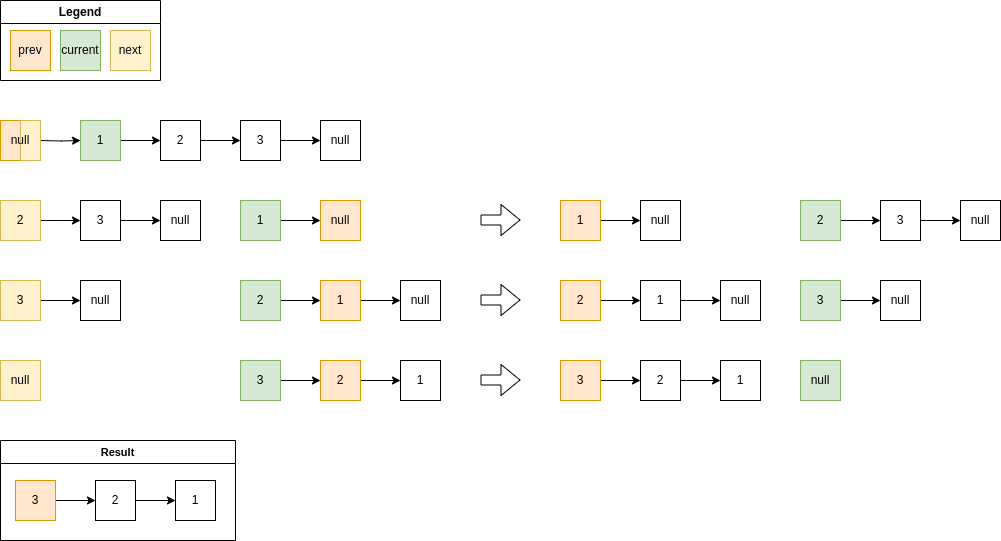 Legend
prev current next
null 1 2 3 null
2 3 null 1 null 1 null 2 3 null
3 null 2 1 null 2 1 null 3 null
null 3 2 1 3 2 1 null
Result
3 2 1